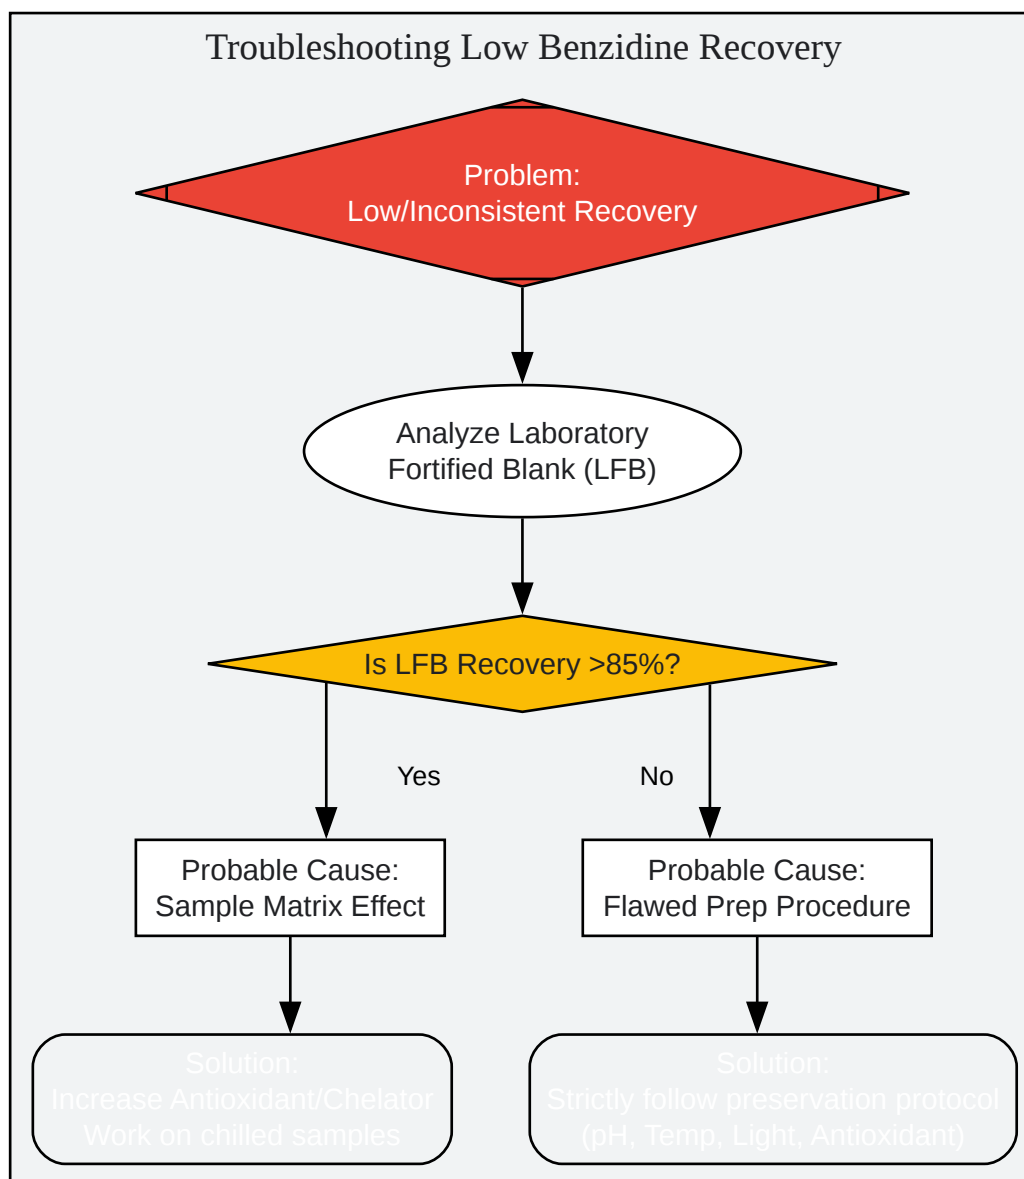 Troubleshooting Low Benzidine Recovery
Problem:
Low/Inconsistent Recovery
Analyze Laboratory
Fortified Blank (LFB)
Is LFB Recovery >85%?
Yes
No
Probable Cause:
Sample Matrix Effect
Probable Cause:
Flawed Prep Procedure
Solution:
Increase Antioxidant/Chelator
Work on chilled samples
Solution:
Strictly follow preservation protocol
(pH, Temp, Light, Antioxidant)